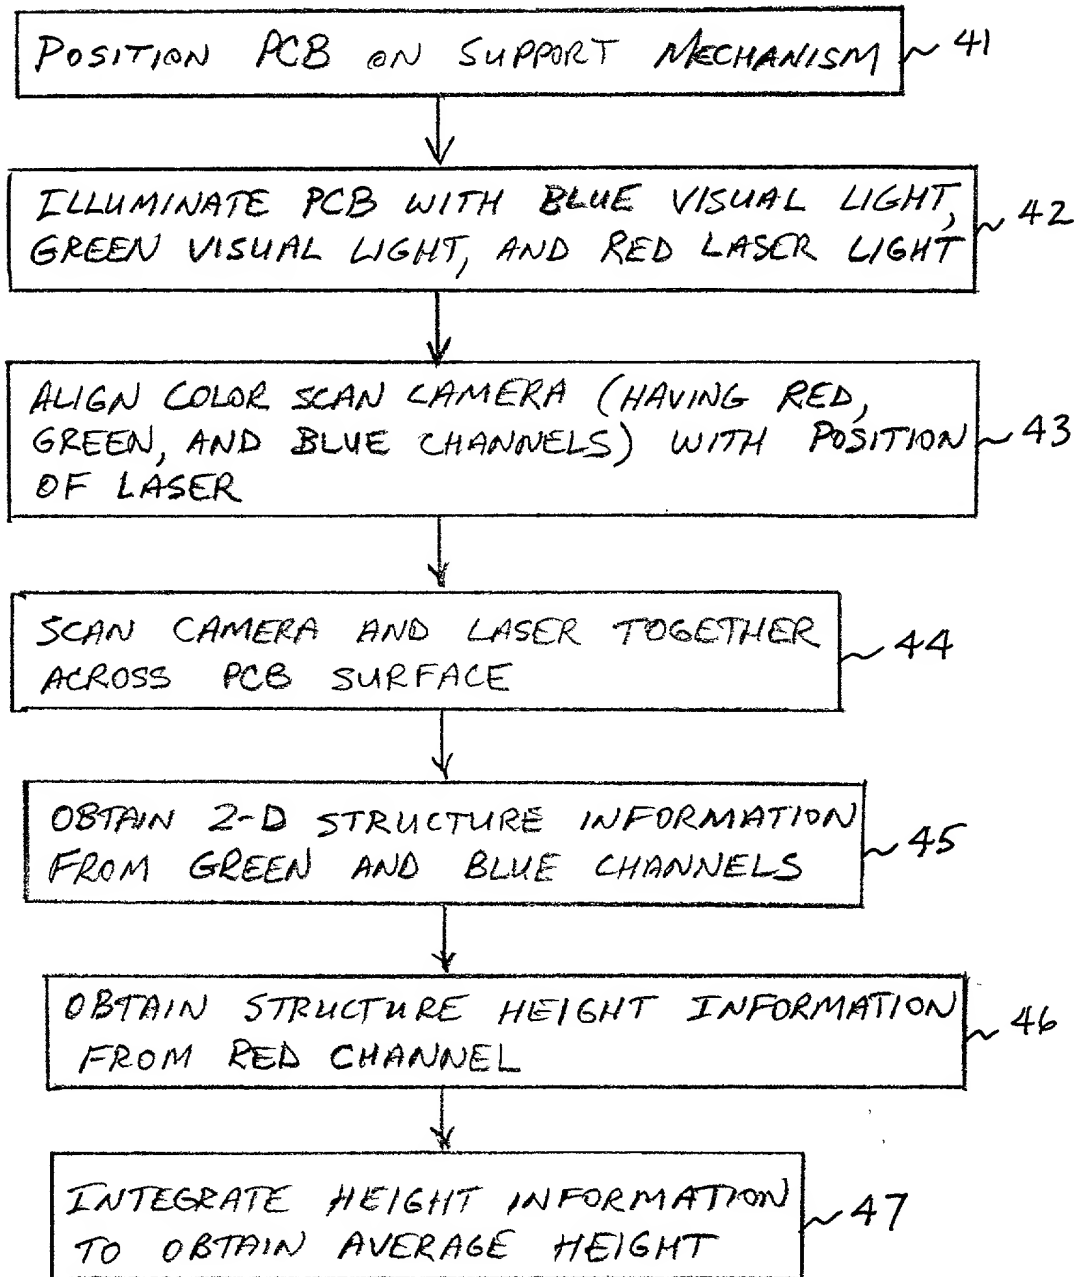 POSITION PCB ON SUPPORT MECHANISM 41
ILLUMINATE PCB WITH BLUE VISUAL LIGHT,
GREEN VISUAL LIGHT, AND RED LASER LIGHT 42
ALIGN COLOR SCAN CAMERA (HAVING RED,
GREEN, AND BLUE CHANNELS) WITH POSITION 43
OF LASER
SCAN CAMERA AND LASER TOGETHER 44
ACROSS PCB SURFACE
OBTAIN 2-D STRUCTURE INFORMATION 45
FROM GREEN AND BLUE CHANNELS
OBTAIN STRUCTURE HEIGHT INFORMATION 46
FROM RED CHANNEL
INTEGRATE HEIGHT INFORMATION 47
TO OBTAIN AVERAGE HEIGHT